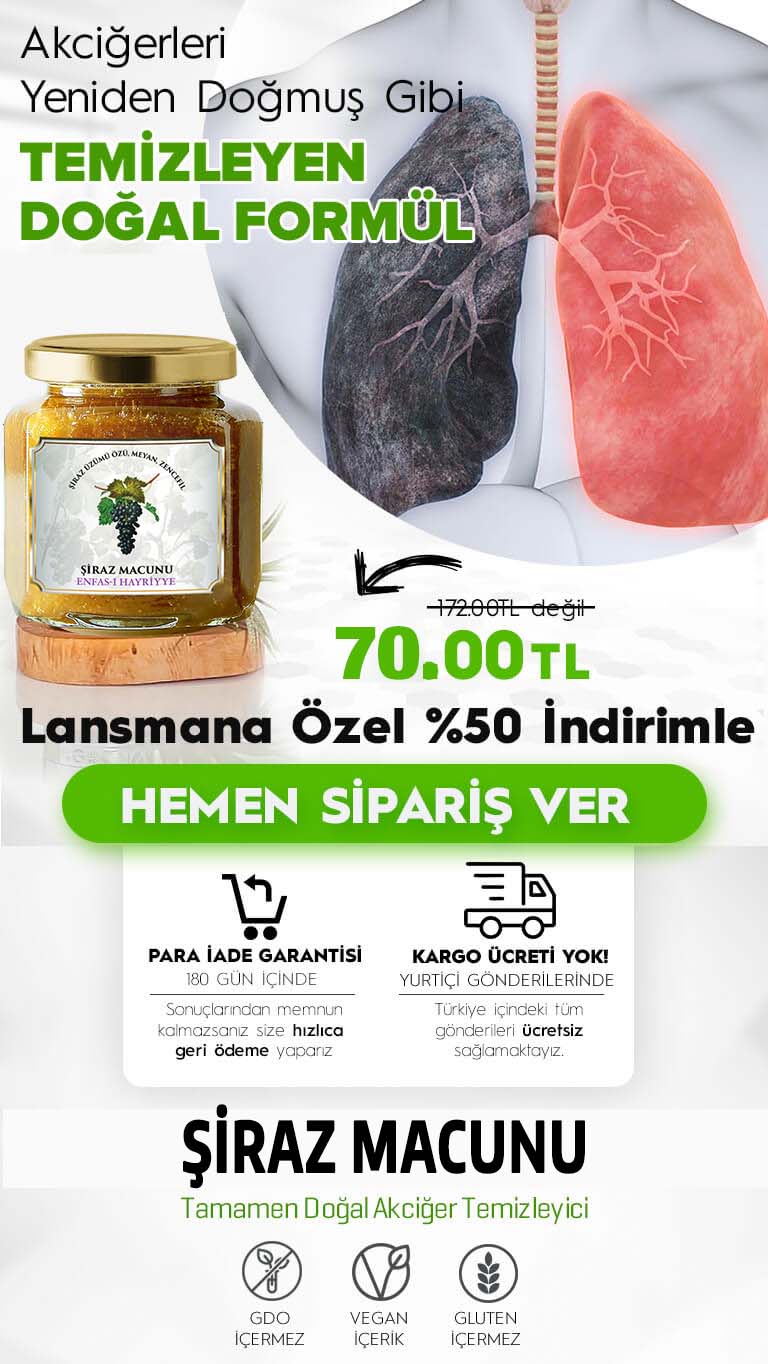 Akciğerleri
Yeniden Doğmuş Gibi
TEMİZLEYEN
DOĞAL FORMÜL
ŞİRAZ ÜZÜMÜ ÖZÜ, MEYAN, ZENCEFİL
ŞİRAZ MACUNU
ENFAS-I HAYRİYYE
172.00TL değil
70.00TL
Lansmana Özel %50 İndirimle
HEMEN SİPARİŞ VER
PARA İADE GARANTİSİ
180 GÜN İÇİNDE
Sonuçlarından memnun
kalmazsanız size hızlıca
geri ödeme yaparız
KARGO ÜCRETİ YOK!
YURTİÇİ GÖNDERİLERİNDE
Türkiye içindeki tüm
gönderileri ücretsiz
sağlamaktayız.
ŞİRAZ MACUNU
Tamamen Doğal Akciğer Temizleyici
GDO
İÇERMEZ
VEGAN
İÇERİK
GLUTEN
İÇERMEZ